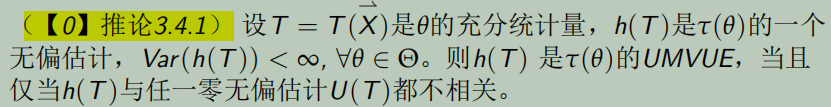 （【0】推论3.4.1） 设T = T(X⃗)是θ的充分统计量，h(T)是τ(θ)的一个
无偏估计，Var(h(T)) < ∞, ∀θ ∈ Θ。则h(T) 是τ(θ)的UMVUE，当且
仅当h(T)与任一零无偏估计U(T)都不相关。